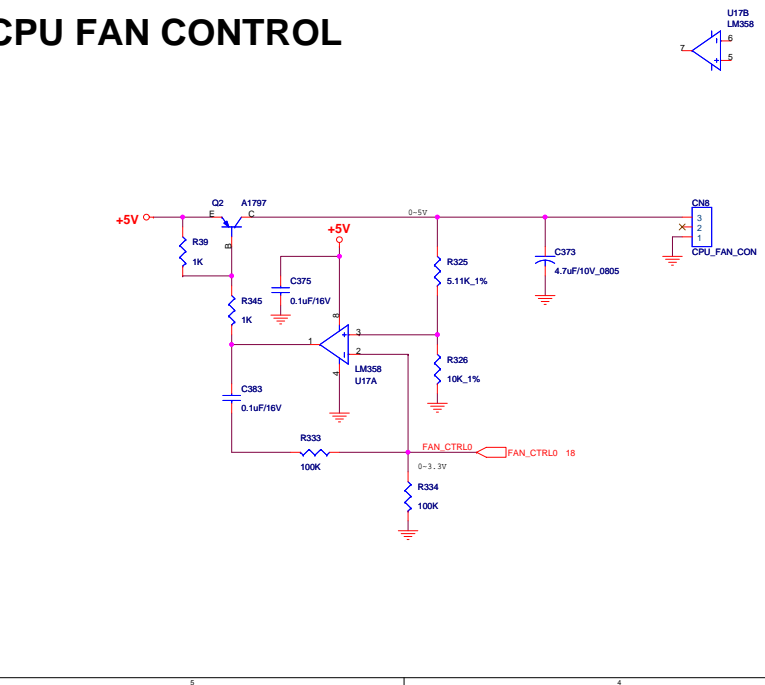 CPU FAN CONTROL
U17B
LM358
7
6
5
Q2 A1797
+5V
E
C
B
0-5V
+5V
R39
1K
R345
1K
C375
0.1uF/16V
8
1
3
2
4
LM358
U17A
R325
5.11K_1%
R326
10K_1%
C373
4.7uF/10V_0805
CN8
3
2
1
CPU_FAN_CON
C383
0.1uF/16V
R333
100K
FAN_CTRL0
FAN_CTRL0 18
0-3.3V
R334
100K
5
4